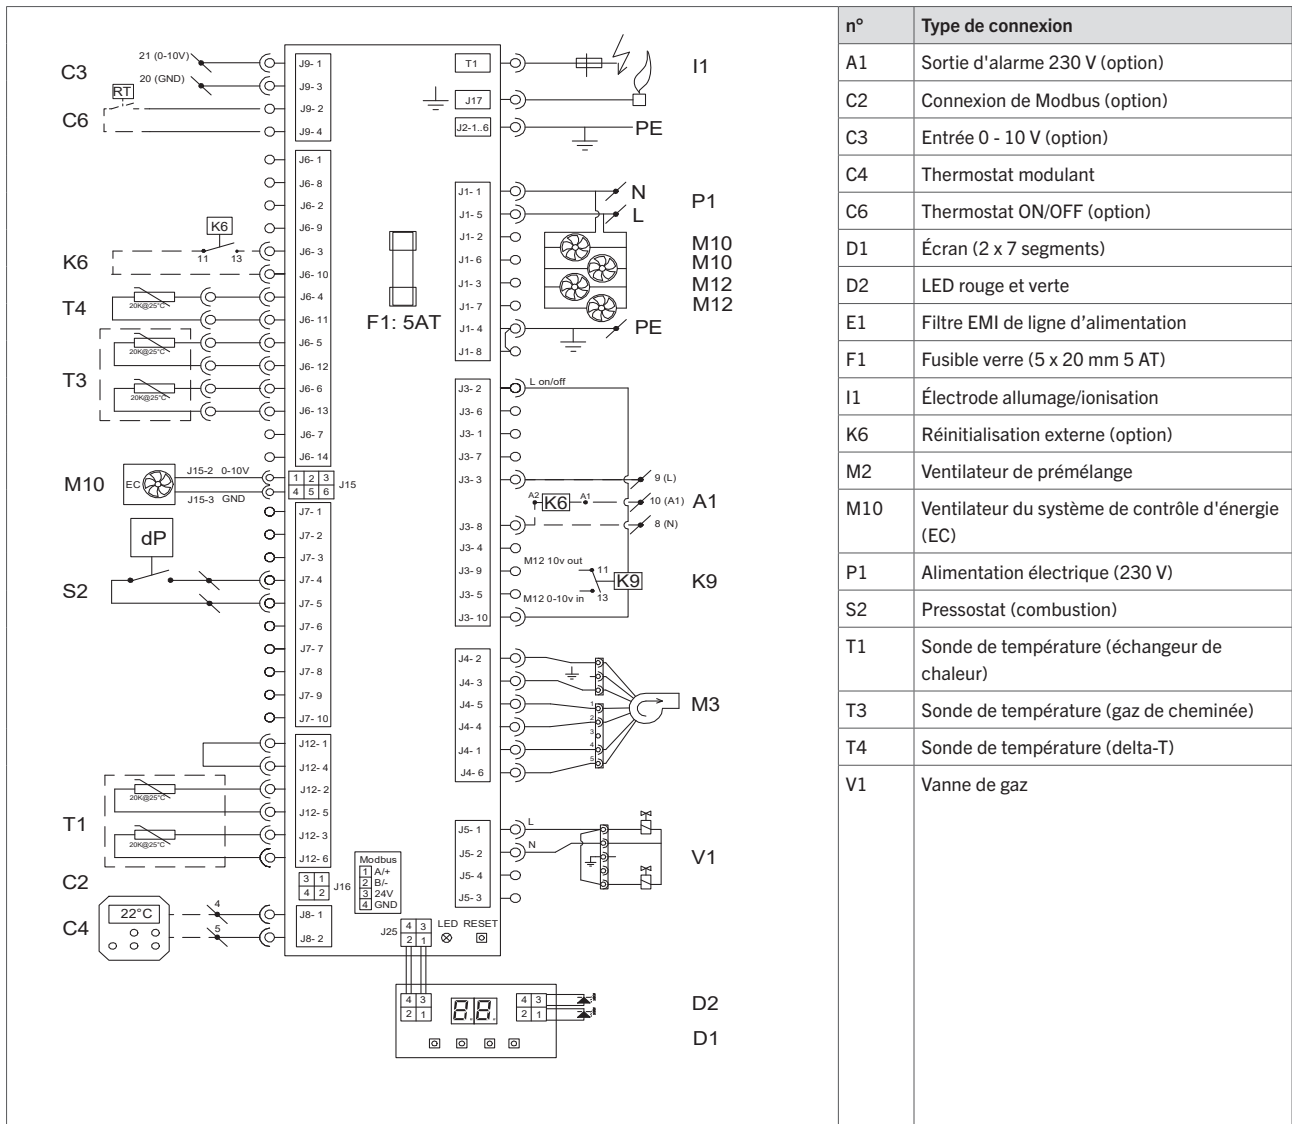 C3
21 (0-10V)
20 (GND)
RT
C6
K6
11 13
K6
T4
20K@25°C
T3
20K@25°C
20K@25°C
M10
EC
J15-2 0-10V
J15-3 GND
dP
S2
T1
20K@25°C
20K@25°C
C2
C4
22°C
4
5
J9- 1
J9- 3
J9- 2
J9- 4
J6- 1
J6- 8
J6- 2
J6- 9
J6- 3
J6- 10
J6- 4
J6- 11
J6- 5
J6- 12
J6- 6
J6- 13
J6- 7
J6- 14
1 2 3
4 5 6
J15
J7- 1
J7- 2
J7- 3
J7- 4
J7- 5
J7- 6
J7- 7
J7- 8
J7- 9
J7- 10
J12- 1
J12- 4
J12- 2
J12- 5
J12- 3
J12- 6
3 1
4 2
J16
J8- 1
J8- 2
F1: 5AT
Modbus
1 A/+
2 B/-
3 24V
4 GND
J25
4 3
2 1
LED RESET
T1
J17
J2-1..6
J1- 1
J1- 5
J1- 2
J1- 6
J1- 3
J1- 7
J1- 4
J1- 8
J3- 2
J3- 6
J3- 1
J3- 7
J3- 3
J3- 8
J3- 4
J3- 9
J3- 5
J3- 10
J4- 2
J4- 3
J4- 5
J4- 4
J4- 1
J4- 6
J5- 1
J5- 2
J5- 4
J5- 3
I1
PE
N
L
P1
M10
M10
M12
M12
PE
L on/off
9 (L)
A2 K6 A1
10 (A1)
A1
8 (N)
M12 10v out
11
K9
K9
M12 0-10v in
13
1
2
3
4
5
M3
L
N
V1
4 3
2 1
8.8.
4 3
2 1
D2
D1
n° Type de connexion
A1 Sortie d'alarme 230 V (option)
C2 Connexion de Modbus (option)
C3 Entrée 0 - 10 V (option)
C4 Thermostat modulant
C6 Thermostat ON/OFF (option)
D1 Écran (2 x 7 segments)
D2 LED rouge et verte
E1 Filtre EMI de ligne d’alimentation
F1 Fusible verre (5 x 20 mm 5 AT)
I1 Électrode allumage/ionisation
K6 Réinitialisation externe (option)
M2 Ventilateur de prémélange
M10 Ventilateur du système de contrôle d'énergie
(EC)
P1 Alimentation électrique (230 V)
S2 Pressostat (combustion)
T1 Sonde de température (échangeur de
chaleur)
T3 Sonde de température (gaz de cheminée)
T4 Sonde de température (delta-T)
V1 Vanne de gaz